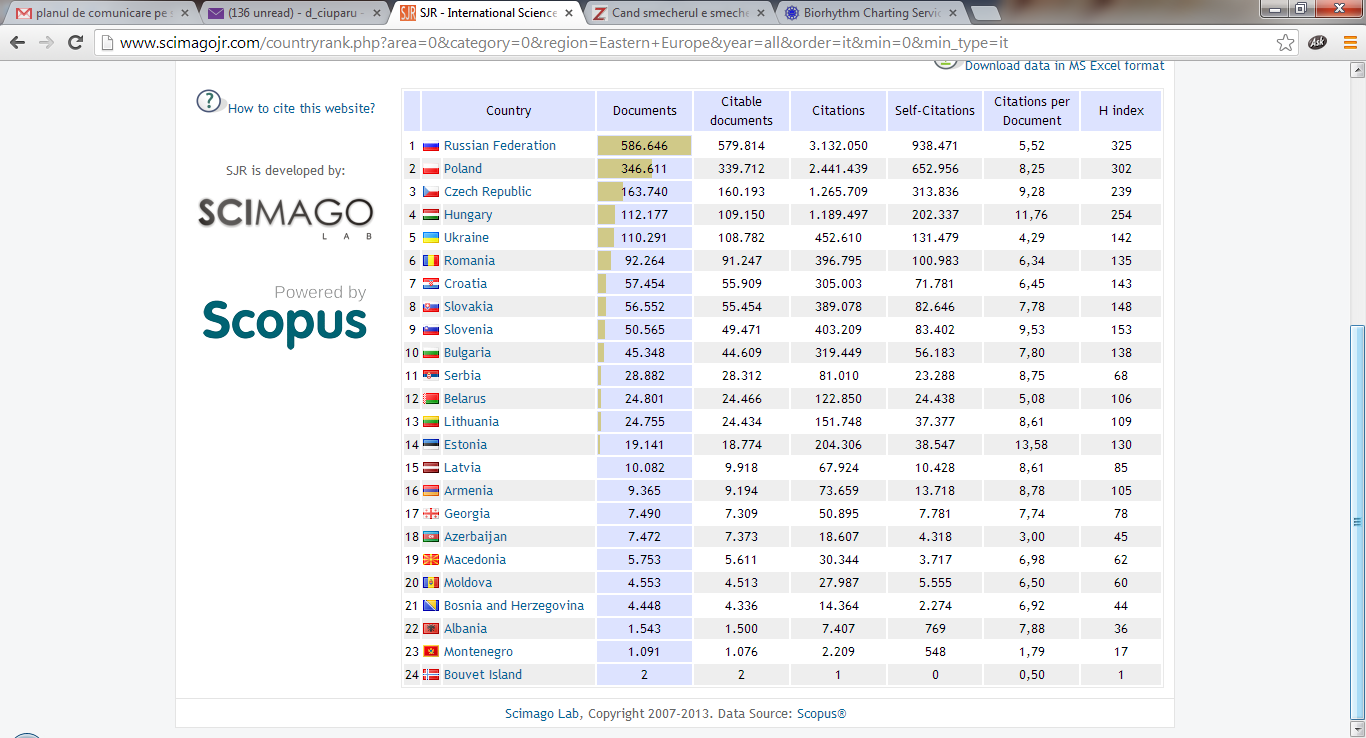 planul de comunicare pe
(136 unread) - d_ciuparu -
SJR - International Science
Cand smecherul e smeche
Biorhythm Charting Servic
www.scimagojr.com/countryrank.php?area=0&category=0&region=Eastern+Europe&year=all&order=it&min=0&min_type=it
Ask
Download data in MS Excel format
? How to cite this website?
SJR is developed by:
SCIMAGO
LAB
Powered by
Scopus
Country Documents Citable documents Citations Self-Citations Citations per Document H index
1 Russian Federation 586.646 579.814 3.132.050 938.471 5,52 325
2 Poland 346.611 339.712 2.441.439 652.956 8,25 302
3 Czech Republic 163.740 160.193 1.265.709 313.836 9,28 239
4 Hungary 112.177 109.150 1.189.497 202.337 11,76 254
5 Ukraine 110.291 108.782 452.610 131.479 4,29 142
6 Romania 92.264 91.247 396.795 100.983 6,34 135
7 Croatia 57.454 55.909 305.003 71.781 6,45 143
8 Slovakia 56.552 55.454 389.078 82.646 7,78 148
9 Slovenia 50.565 49.471 403.209 83.402 9,53 153
10 Bulgaria 45.348 44.609 319.449 56.183 7,80 138
11 Serbia 28.882 28.312 81.010 23.288 8,75 68
12 Belarus 24.801 24.466 122.850 24.438 5,08 106
13 Lithuania 24.755 24.434 151.748 37.377 8,61 109
14 Estonia 19.141 18.774 204.306 38.547 13,58 130
15 Latvia 10.082 9.918 67.924 10.428 8,61 85
16 Armenia 9.365 9.194 73.659 13.718 8,78 105
17 Georgia 7.490 7.309 50.895 7.781 7,74 78
18 Azerbaijan 7.472 7.373 18.607 4.318 3,00 45
19 Macedonia 5.753 5.611 30.344 3.717 6,98 62
20 Moldova 4.553 4.513 27.987 5.555 6,50 60
21 Bosnia and Herzegovina 4.448 4.336 14.364 2.274 6,92 44
22 Albania 1.543 1.500 7.407 769 7,88 36
23 Montenegro 1.091 1.076 2.209 548 1,79 17
24 Bouvet Island 2 2 1 0 0,50 1
Scimago Lab, Copyright 2007-2013. Data Source: Scopus®